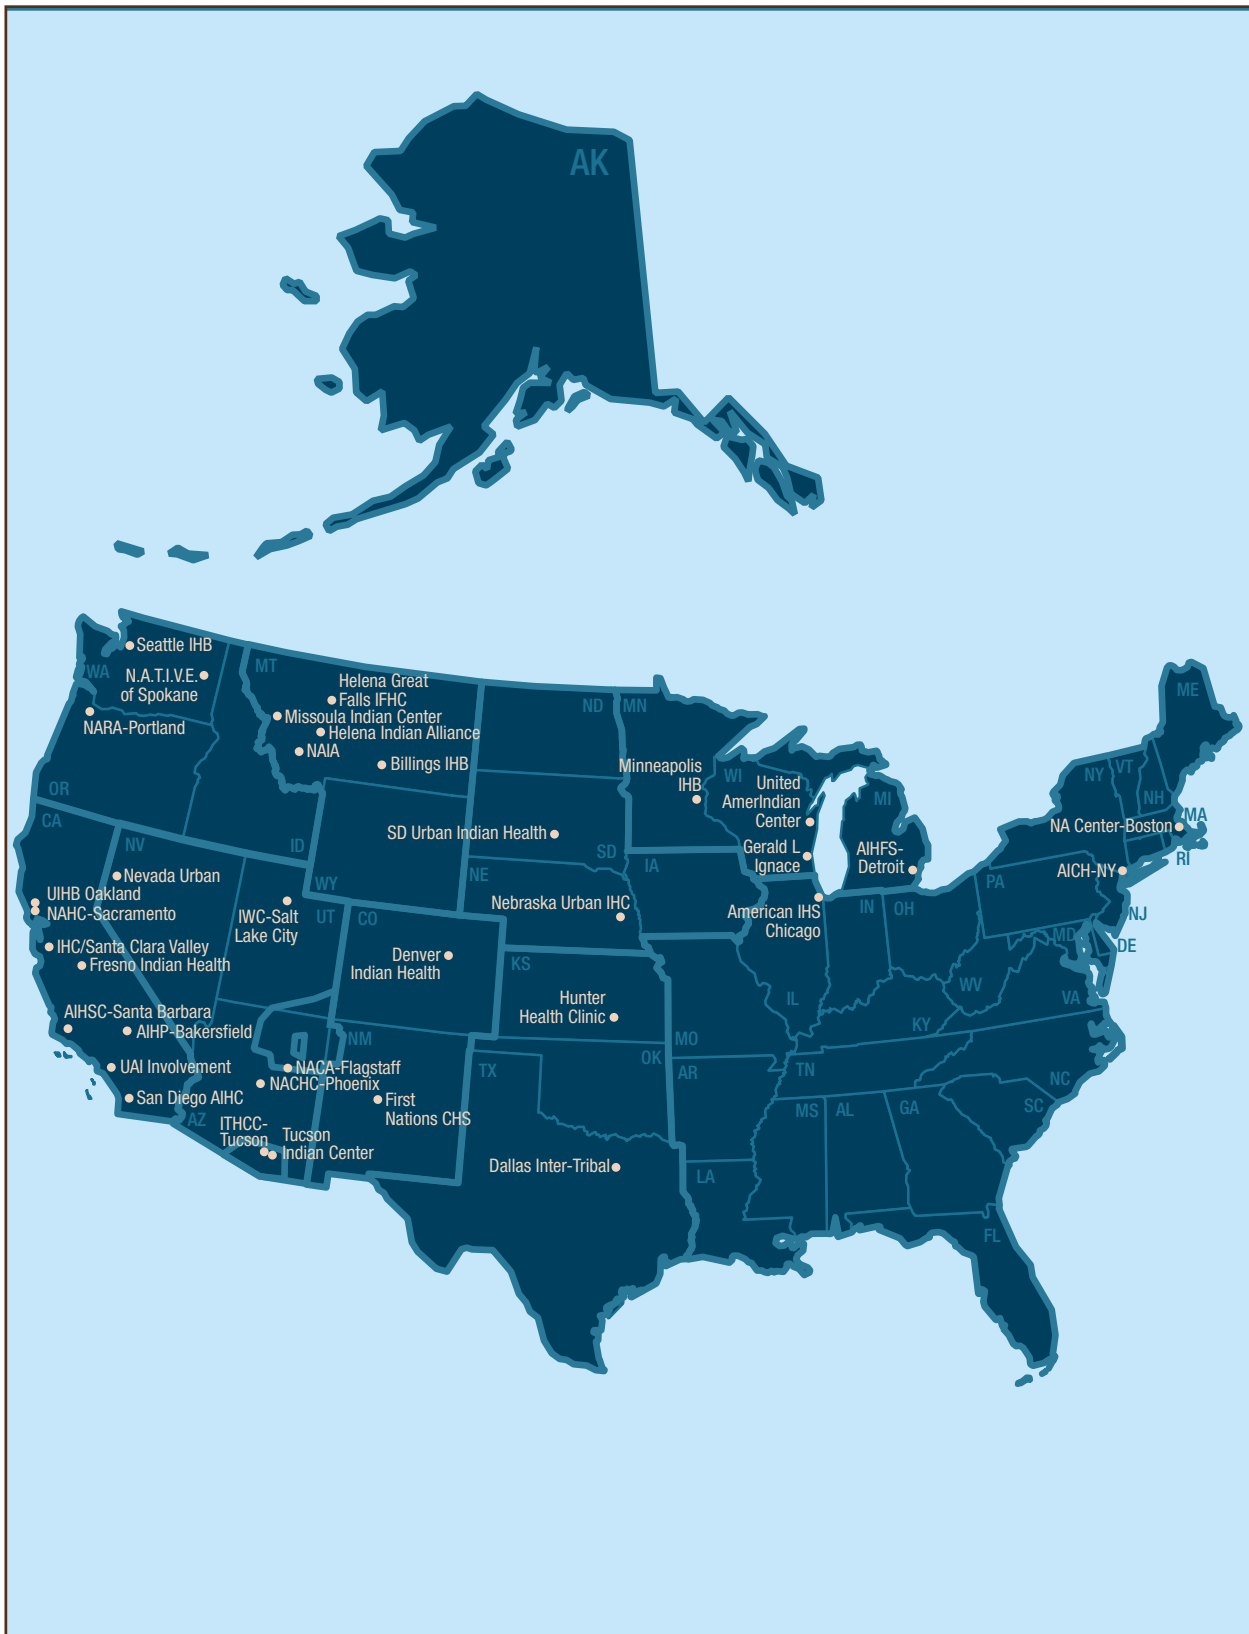 AK
Seattle IHB
WA
N.A.T.I.V.E.
of Spokane
NARA-Portland
OR
MT
Helena Great
Falls IFHC
Missoula Indian Center
Helena Indian Alliance
NAIA
Billings IHB
ND
MN
Minneapolis
IHB
WI
United
AmerIndian
Center
MI
Gerald L
Ignace
AIHFS-
Detroit
ME
NY
VT
NH
MA
NA Center-Boston
RI
AICH-NY
CA
NV
ID
WY
SD Urban Indian Health
SD
NE
IA
Nebraska Urban IHC
American IHS
Chicago
IN
OH
PA
NJ
MD
DE
Nevada Urban
UIHB Oakland
NAHC-Sacramento
IWC-Salt
Lake City
UT
CO
IHC/Santa Clara Valley
Fresno Indian Health
Denver
Indian Health
KS
Hunter
Health Clinic
IL
WV
VA
KY
MO
AIHSC-Santa Barbara
AIHP-Bakersfield
NM
OK
UAI Involvement
NACA-Flagstaff
NACHC-Phoenix
San Diego AIHC
AZ
ITHCC-
Tucson
Tucson
Indian Center
First
Nations CHS
TX
AR
TN
NC
SC
MS
AL
GA
Dallas Inter-Tribal
LA
FL